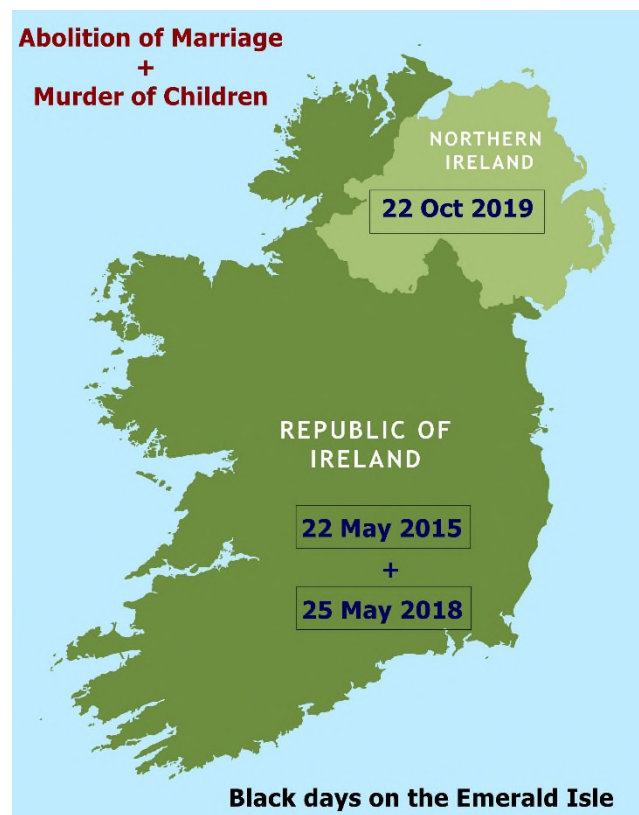 Abolition of Marriage
+
Murder of Children
NORTHERN
IRELAND
22 Oct 2019
REPUBLIC OF
IRELAND
22 May 2015
+
25 May 2018
Black days on the Emerald Isle